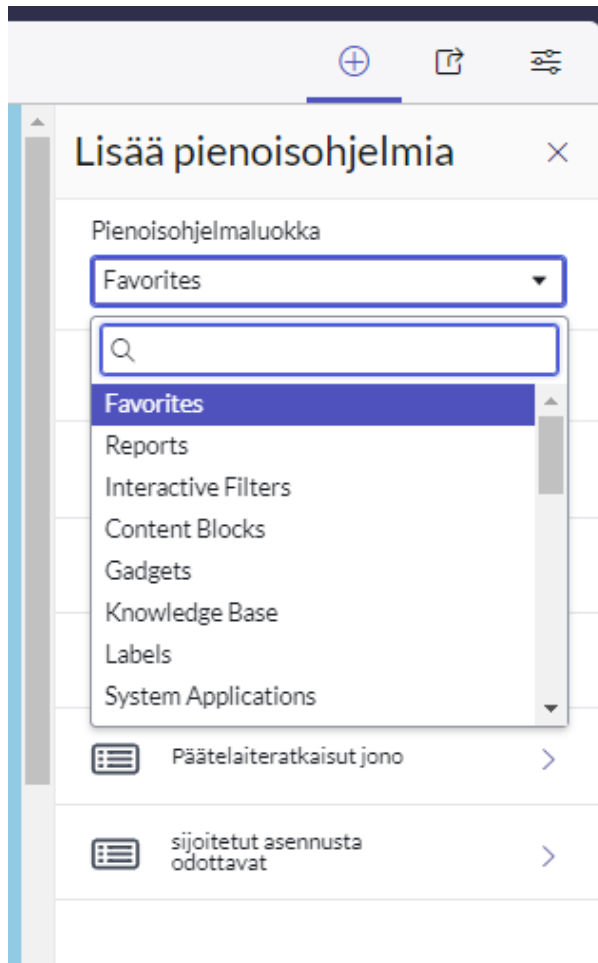 Lisää pienoisohjelmia
Pienoisohjelmaluokka
Favorites
Favorites
Reports
Interactive Filters
Content Blocks
Gadgets
Knowledge Base
Labels
System Applications
Päätelaiteratkaisut jono
sijoitetut asennusta
odottavat